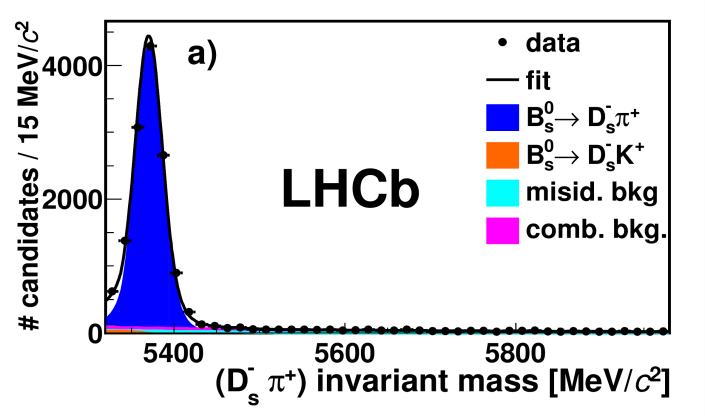 a)
LHCb
data
fit
B⁰ₛ→ D⁻ₛπ⁺
B⁰ₛ→ D⁻ₛK⁺
misid. bkg
comb. bkg.
# candidates / 15 MeV/c²
4000
2000
0
5400 5600 5800
(D⁻ₛ π⁺) invariant mass [MeV/c²]